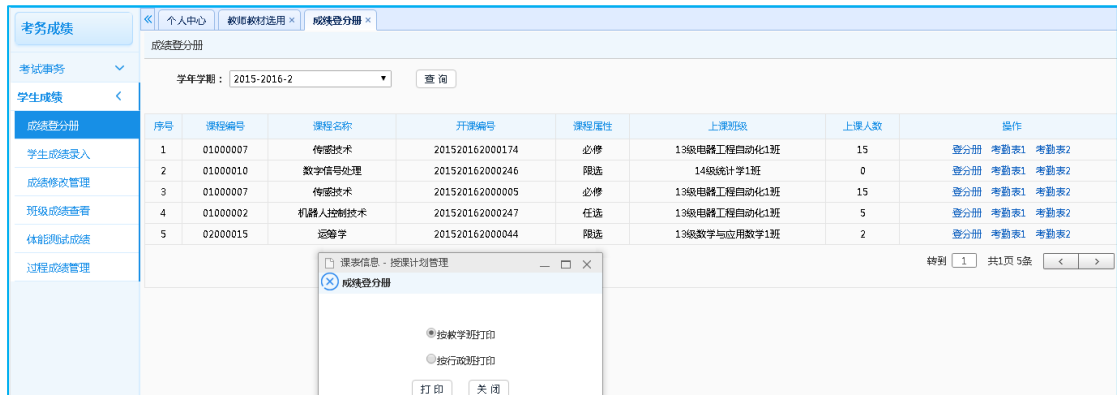 考务成绩
考试事务
学生成绩
成绩登分册
学生成绩录入
成绩修改管理
班级成绩查看
体能测试成绩
过程成绩管理
个人中心 教师教材选用 × 成绩登分册 ×
成绩登分册
学年学期： 2015-2016-2 查 询
序号 课程编号 课程名称 开课编号 课程属性 上课班级 上课人数 操作
1 01000007 传感技术 201520162000174 必修 13级电器工程自动化1班 15 登分册 考勤表1 考勤表2
2 01000010 数字信号处理 201520162000246 限选 14级统计学1班 0 登分册 考勤表1 考勤表2
3 01000007 传感技术 201520162000005 必修 13级电器工程自动化1班 15 登分册 考勤表1 考勤表2
4 01000002 机器人控制技术 201520162000247 任选 13级电器工程自动化1班 5 登分册 考勤表1 考勤表2
5 02000015 运筹学 201520162000044 限选 13级数学与应用数学1班 2 登分册 考勤表1 考勤表2
转到 1 共1页 5条 < >
课表信息 - 授课计划管理
成绩登分册
按教学班打印
按行政班打印
打 印 关 闭